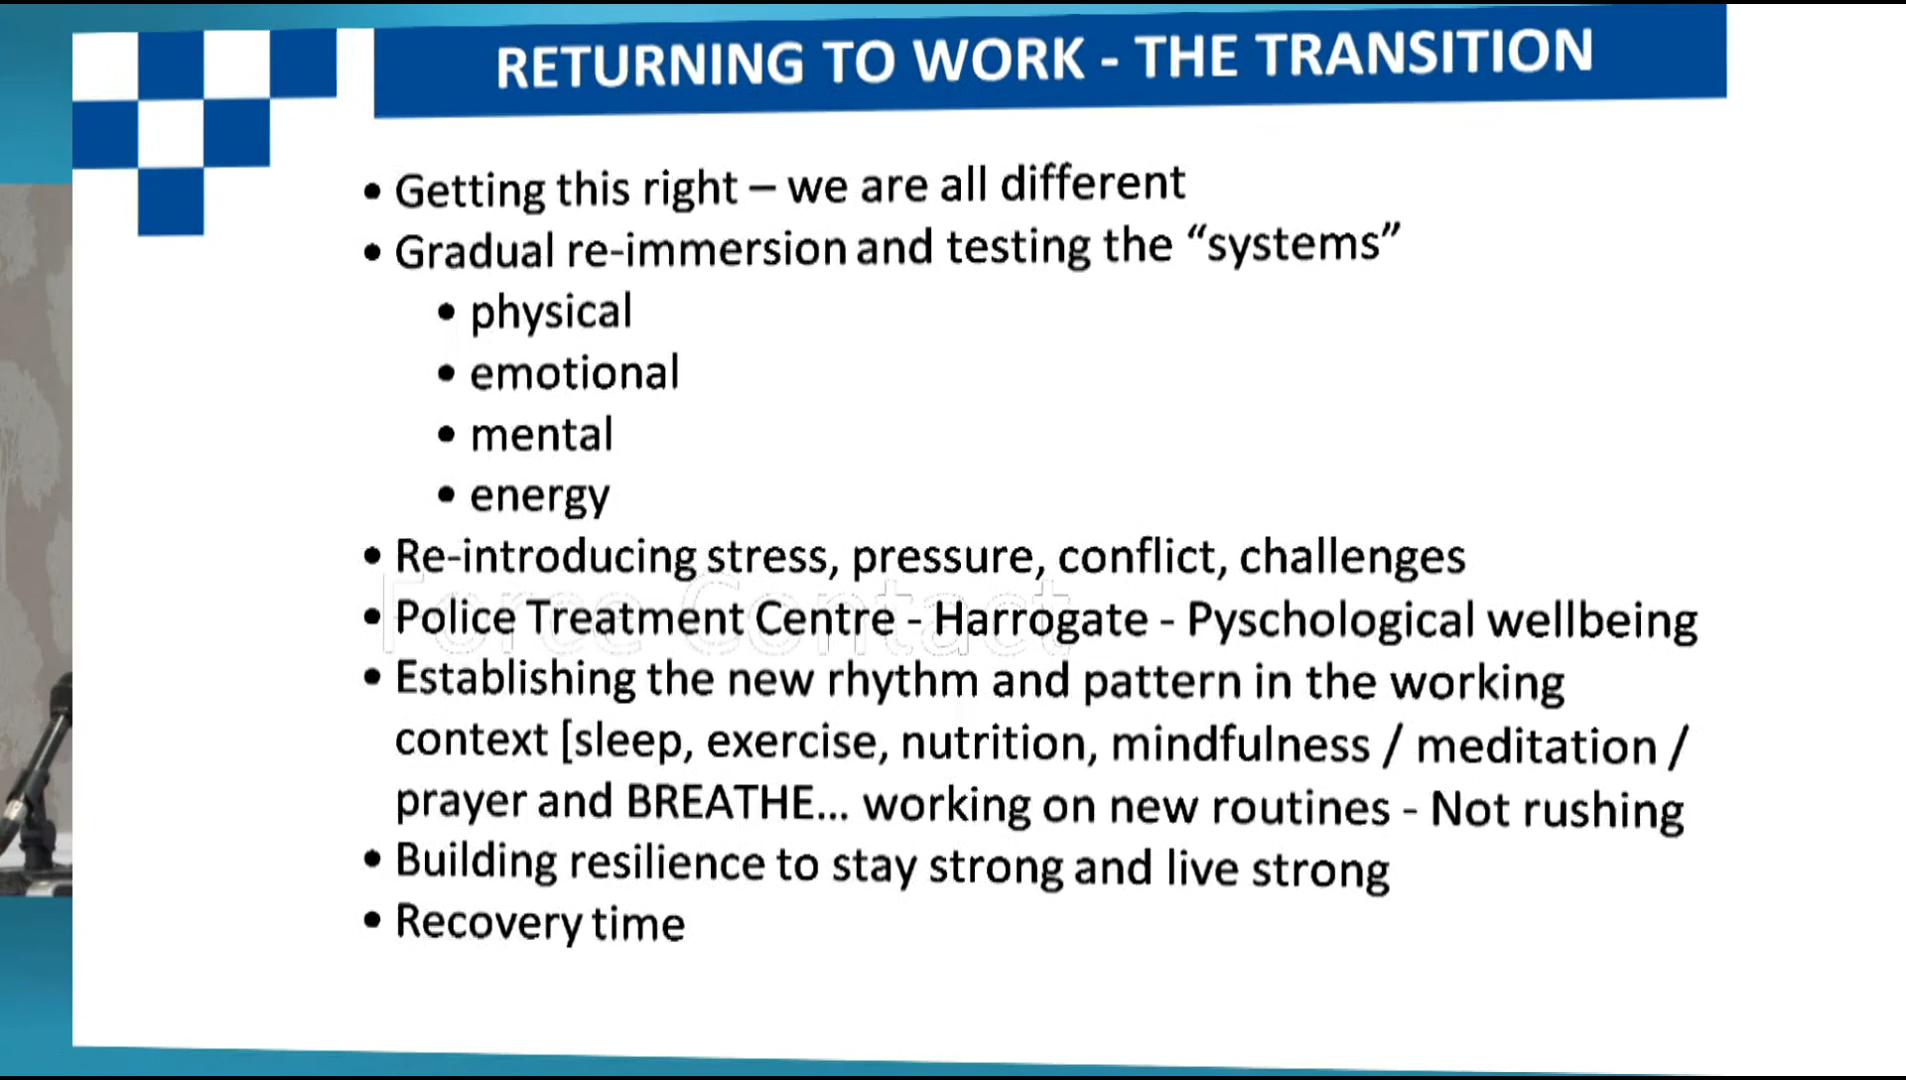 RETURNING TO WORK - THE TRANSITION
• Getting this right – we are all different
• Gradual re-immersion and testing the “systems”
• physical
• emotional
• mental
• energy
• Re-introducing stress, pressure, conflict, challenges
• Police Treatment Centre - Harrogate - Pyschological wellbeing
• Establishing the new rhythm and pattern in the working
context [sleep, exercise, nutrition, mindfulness / meditation /
prayer and BREATHE... working on new routines - Not rushing
• Building resilience to stay strong and live strong
• Recovery time
Force Contact